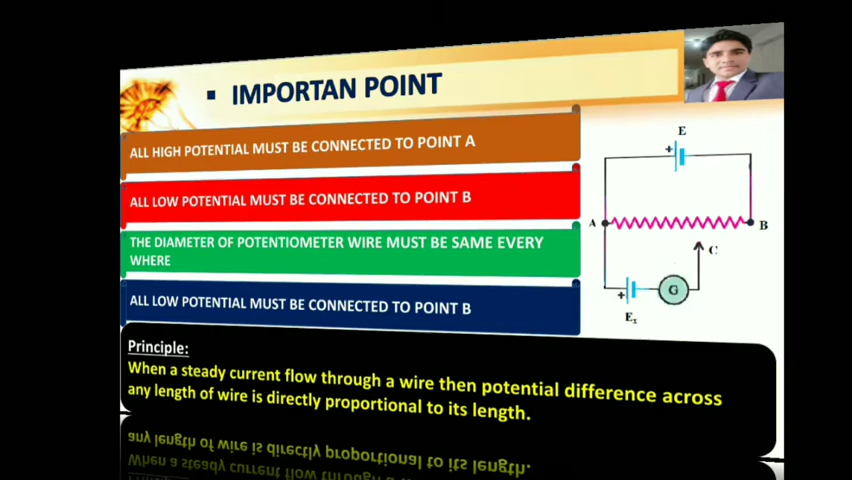 IMPORTAN POINT
ALL HIGH POTENTIAL MUST BE CONNECTED TO POINT A
ALL LOW POTENTIAL MUST BE CONNECTED TO POINT B
THE DIAMETER OF POTENTIOMETER WIRE MUST BE SAME EVERY
WHERE
ALL LOW POTENTIAL MUST BE CONNECTED TO POINT B
E
+
A
B
C
+
G
Ex
Principle:
When a steady current flow through a wire then potential difference across
any length of wire is directly proportional to its length.